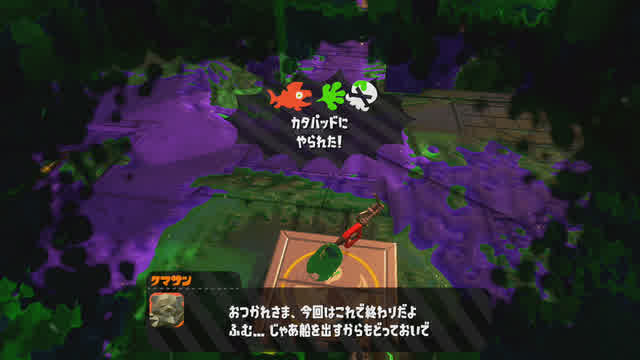 カタパッドに
やられた!
クマサン
おつかれさま、今回はこれで終わりだよ
ふむ... じゃあ船を出すからもどっておいで